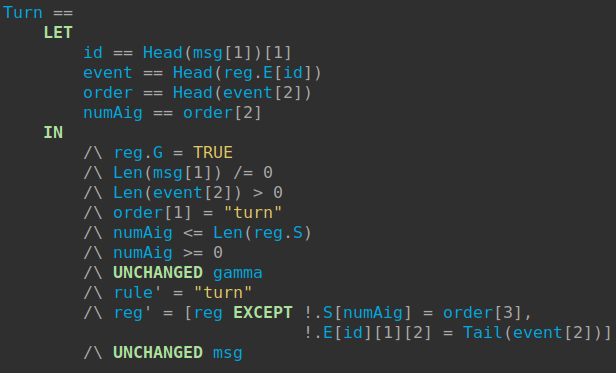 Turn ==
    LET
        id == Head(msg[1])[1]
        event == Head(reg.E[id])
        order == Head(event[2])
        numAig == order[2]
    IN
        /\ reg.G = TRUE
        /\ Len(msg[1]) /= 0
        /\ Len(event[2]) > 0
        /\ order[1] = "turn"
        /\ numAig <= Len(reg.S)
        /\ numAig >= 0
        /\ UNCHANGED gamma
        /\ rule' = "turn"
        /\ reg' = [reg EXCEPT !.S[numAig] = order[3],
                              !.E[id][1][2] = Tail(event[2])]
        /\ UNCHANGED msg